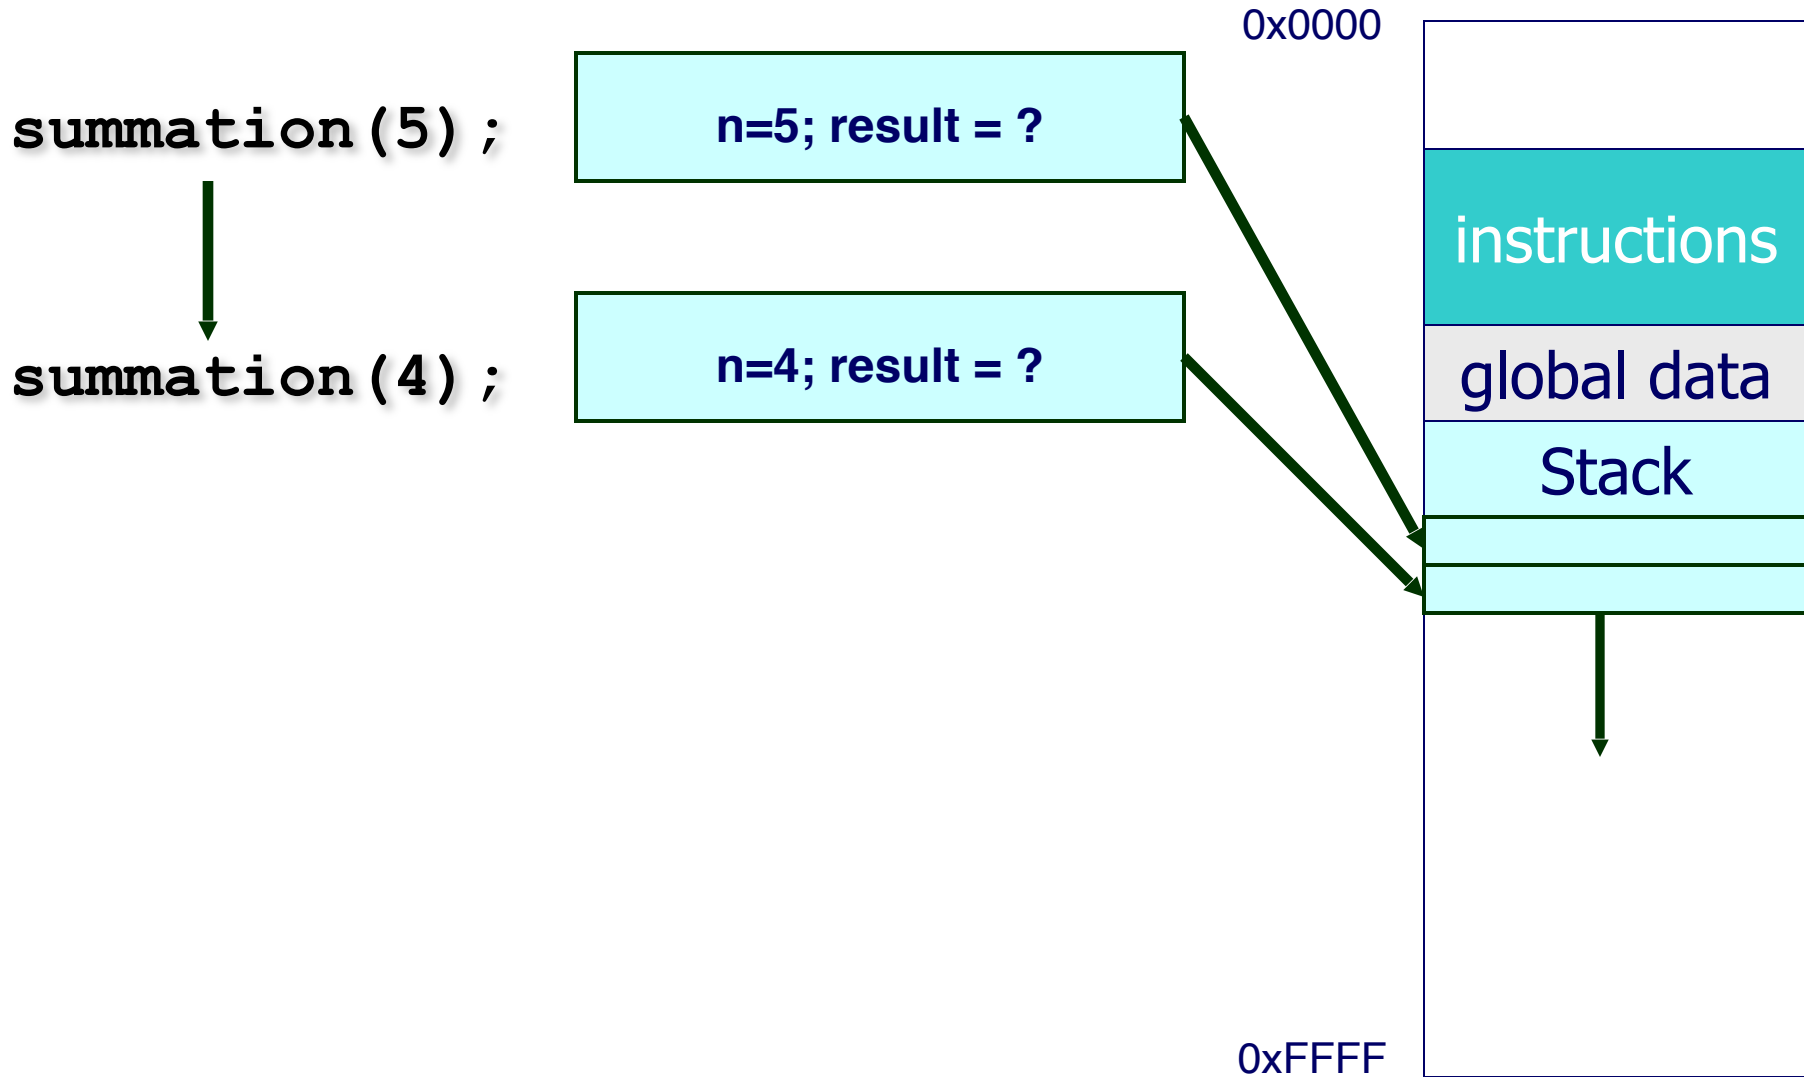 0x0000
summation(5);
n=5; result = ?
instructions
summation(4);
n=4; result = ?
global data
Stack
0xFFFF